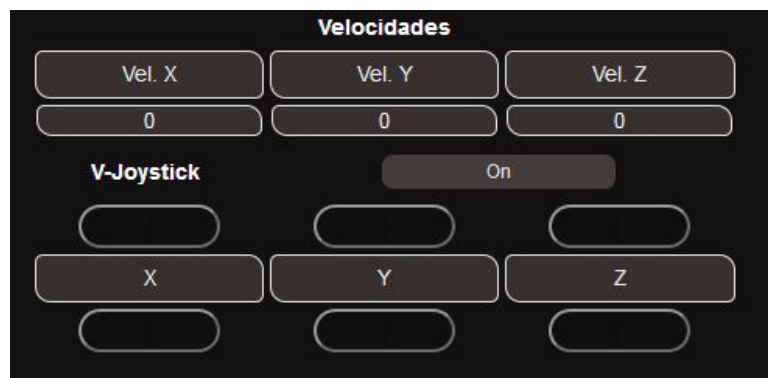 Velocidades
Vel. X Vel. Y Vel. Z
0 0 0
V-Joystick On
X Y Z